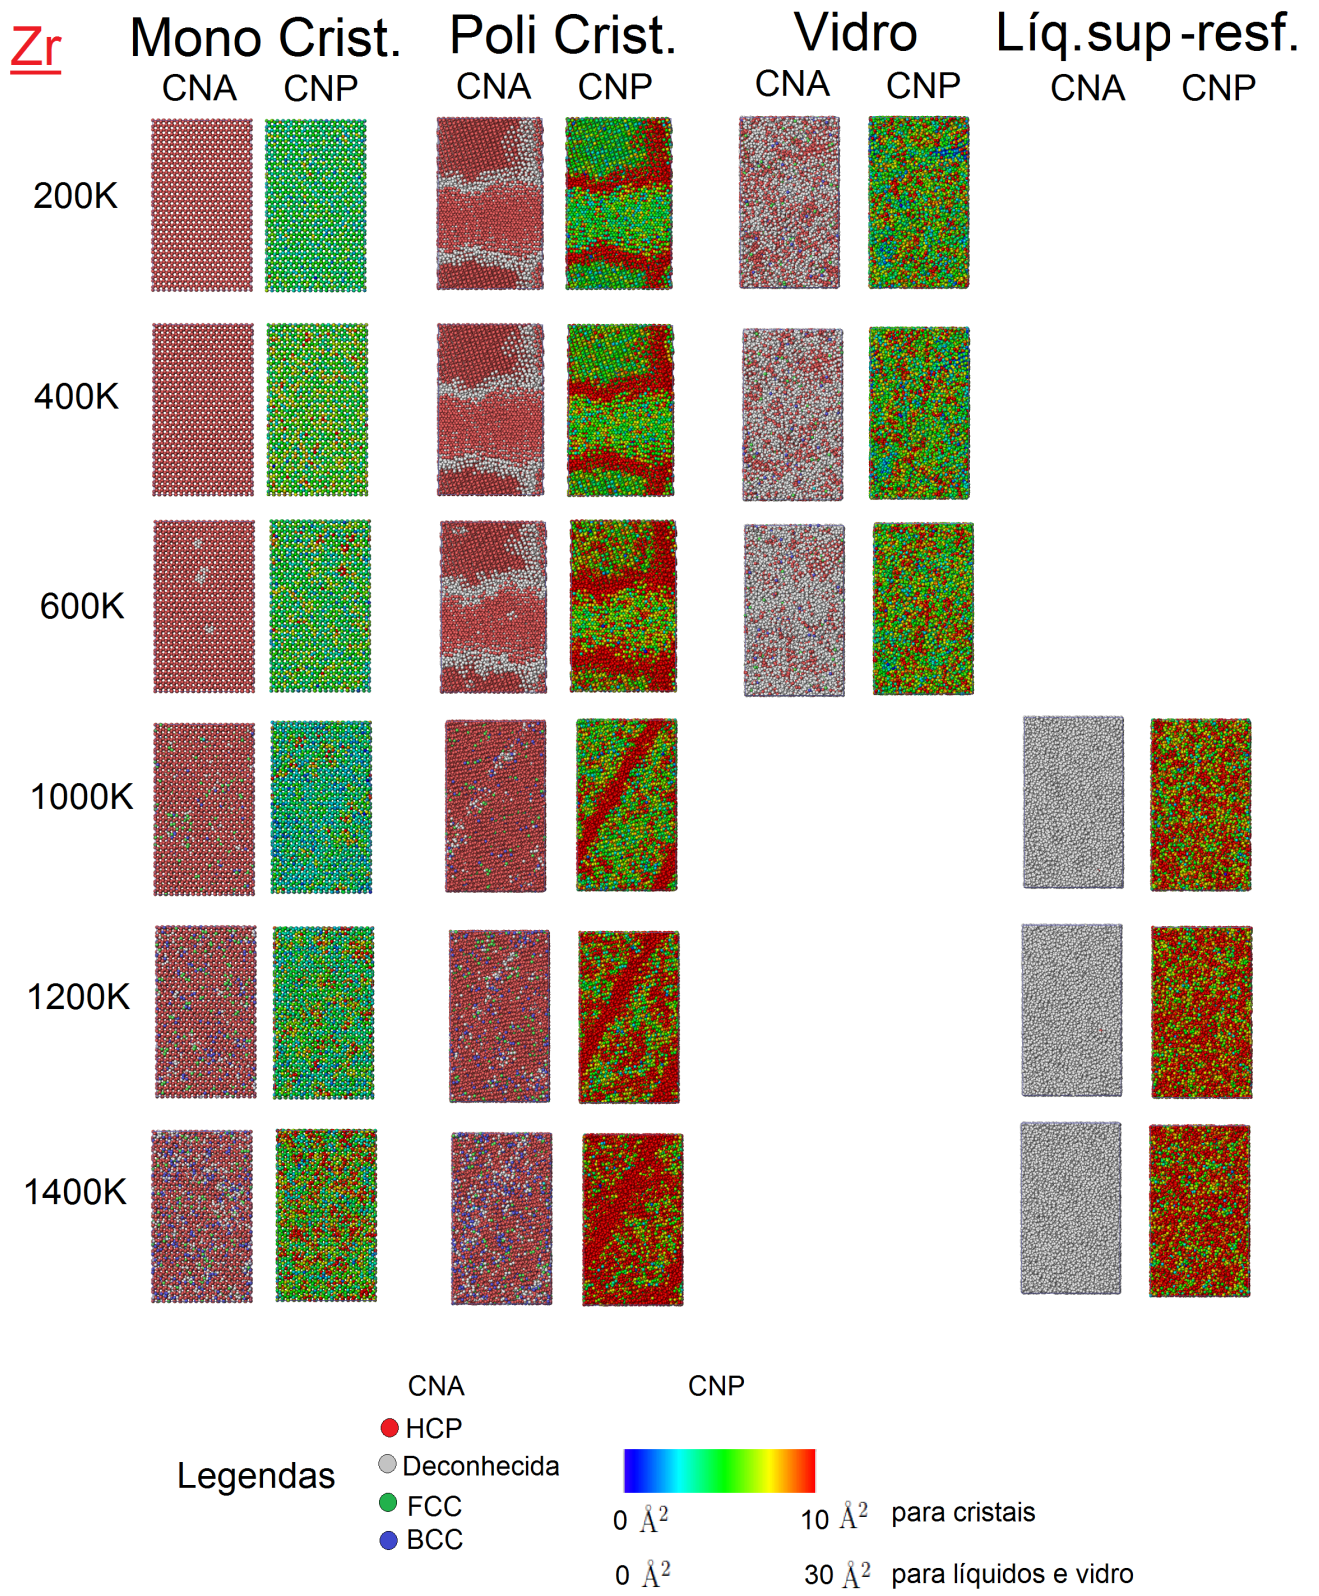 Zr
Mono Crist. Poli Crist. Vidro Líq.sup-resf.
CNA CNP CNA CNP CNA CNP CNA CNP
200K
400K
600K
1000K
1200K
1400K
CNA CNP
HCP
Legendas
Deconhecida
FCC
BCC
0 Å² 10 Å² para cristais
0 Å² 30 Å² para líquidos e vidro